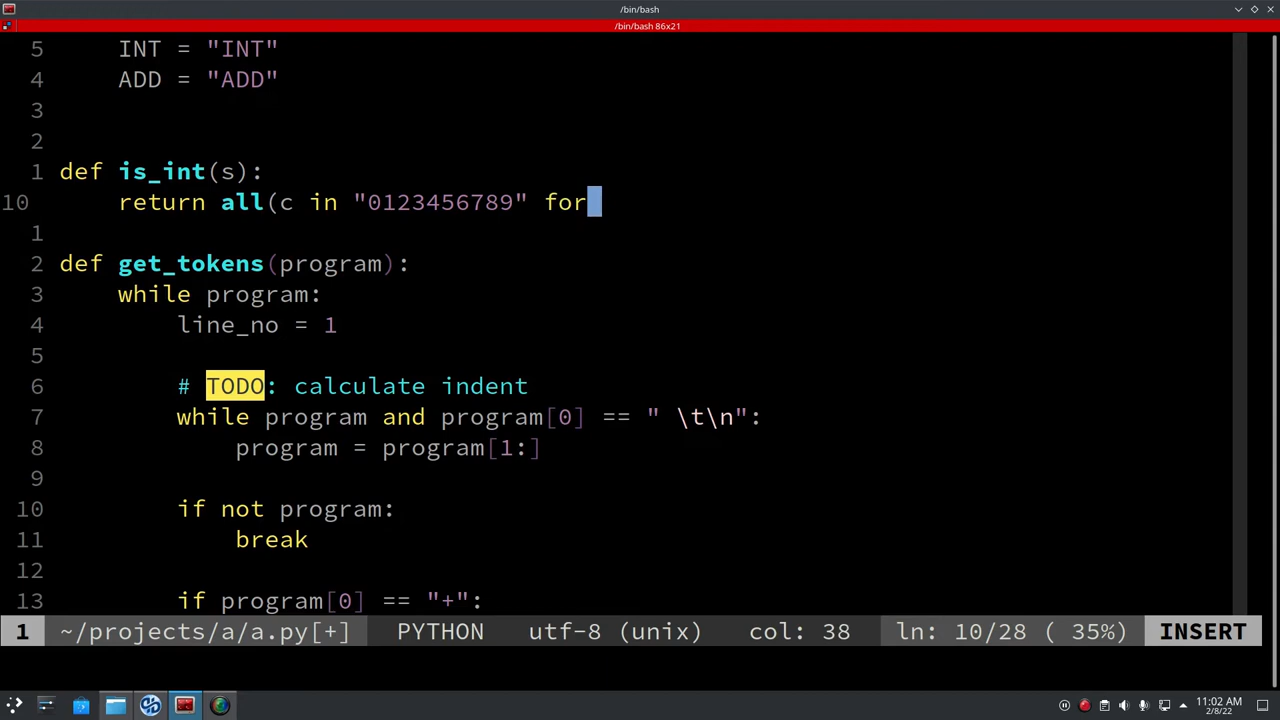 /bin/bash
/bin/bash 86x21
5 INT = "INT"
4 ADD = "ADD"
3
2
1 def is_int(s):
10 return all(c in "0123456789" for
1
2 def get_tokens(program):
3 while program:
4 line_no = 1
5
6 # TODO: calculate indent
7 while program and program[0] == " \t\n":
8 program = program[1:]
9
10 if not program:
11 break
12
13 if program[0] == "+":
1 ~/projects/a/a.py[+] PYTHON utf-8 (unix) col: 38 ln: 10/28 ( 35%) INSERT
11:02 AM
2/8/22